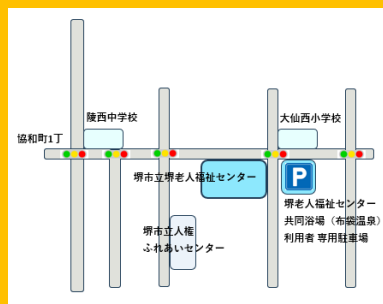 陵西中学校
大仙西小学校
協和町1丁
堺市立堺老人福祉センター
P
堺老人福祉センター
共同浴場（布袋温泉）
利用者 専用駐車場
堺市立人権
ふれあいセンター